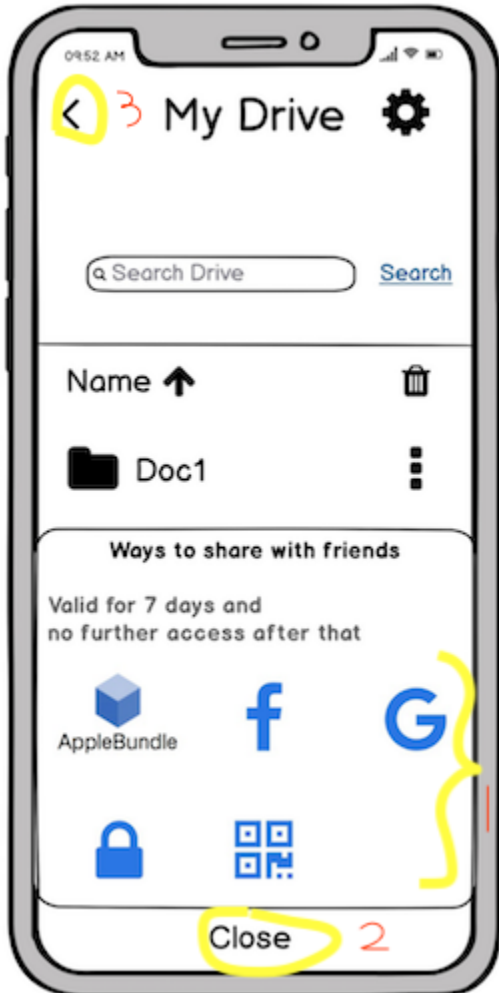 09:52 AM
< 3 My Drive
Search Drive Search
Name ↑
Doc1
Ways to share with friends
Valid for 7 days and
no further access after that
AppleBundle f G
1
Close 2